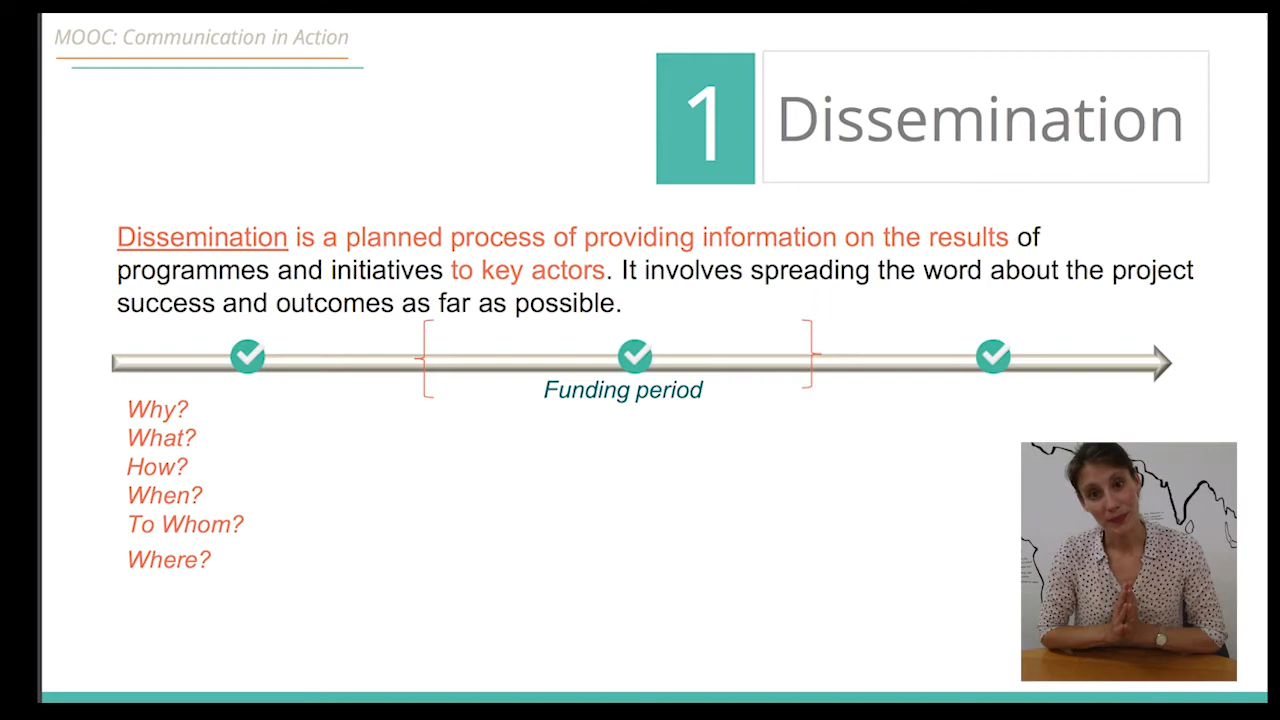 MOOC: Communication in Action
1
Dissemination
Dissemination is a planned process of providing information on the results of
programmes and initiatives to key actors. It involves spreading the word about the project
success and outcomes as far as possible.
Funding period
Why?
What?
How?
When?
To Whom?
Where?